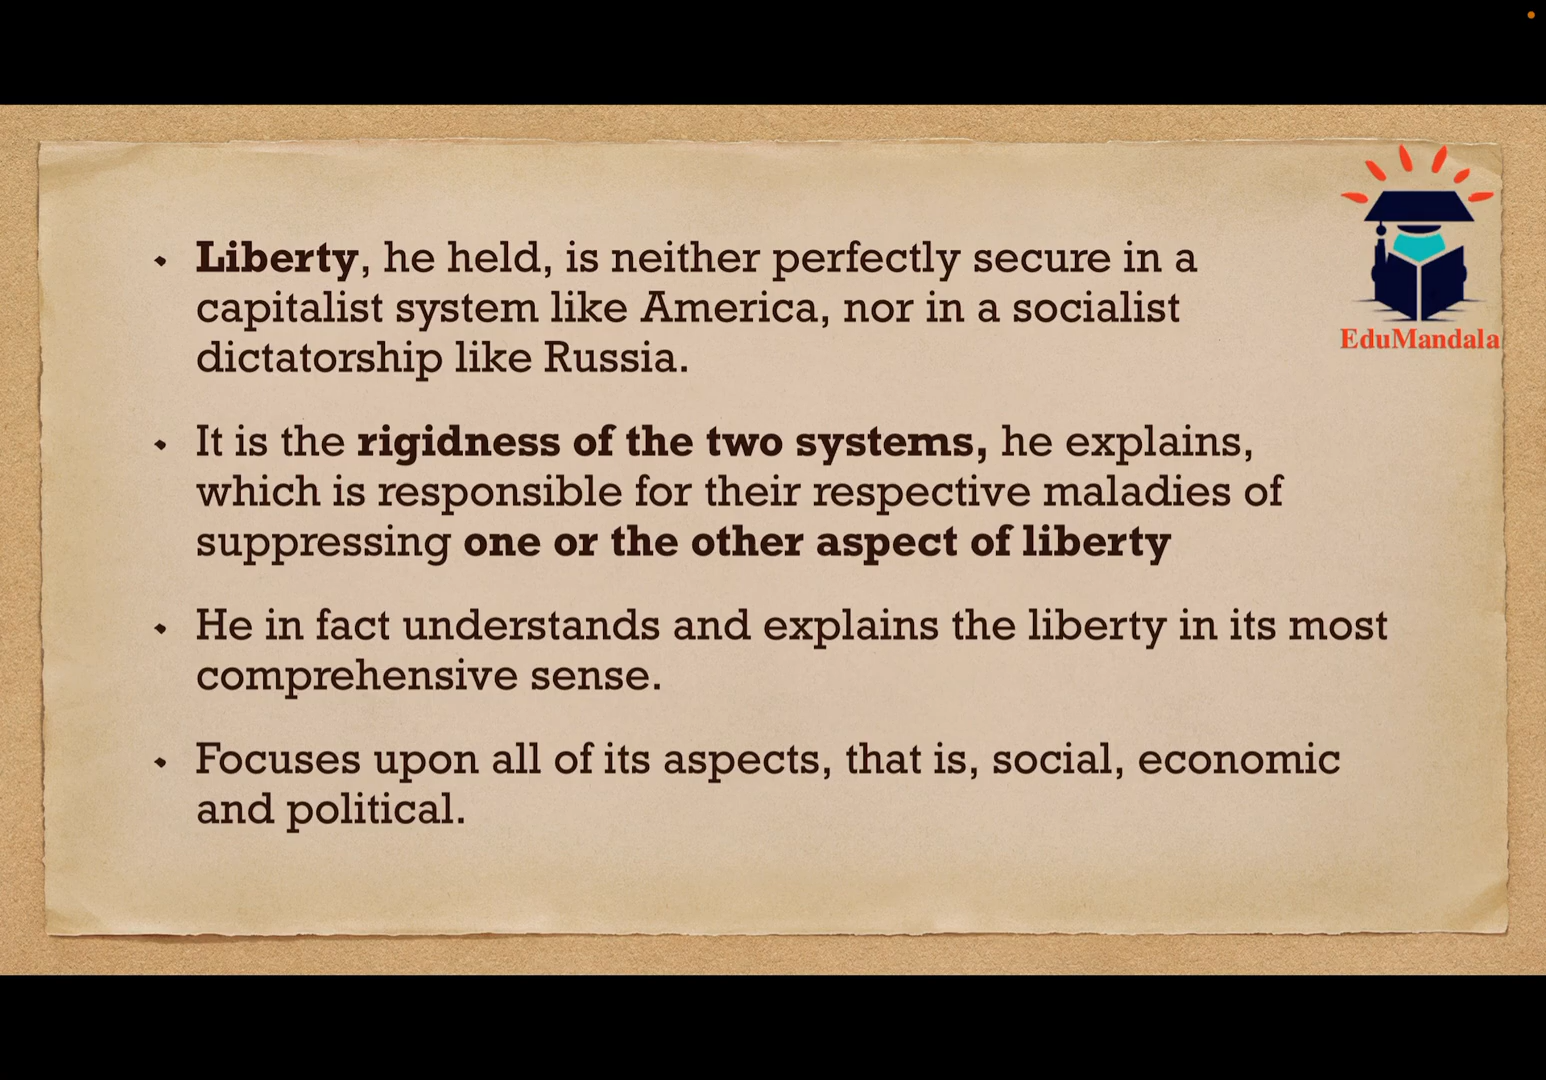 Liberty, he held, is neither perfectly secure in a
capitalist system like America, nor in a socialist
dictatorship like Russia.
It is the rigidness of the two systems, he explains,
which is responsible for their respective maladies of
suppressing one or the other aspect of liberty
He in fact understands and explains the liberty in its most
comprehensive sense.
Focuses upon all of its aspects, that is, social, economic
and political.
EduMandala